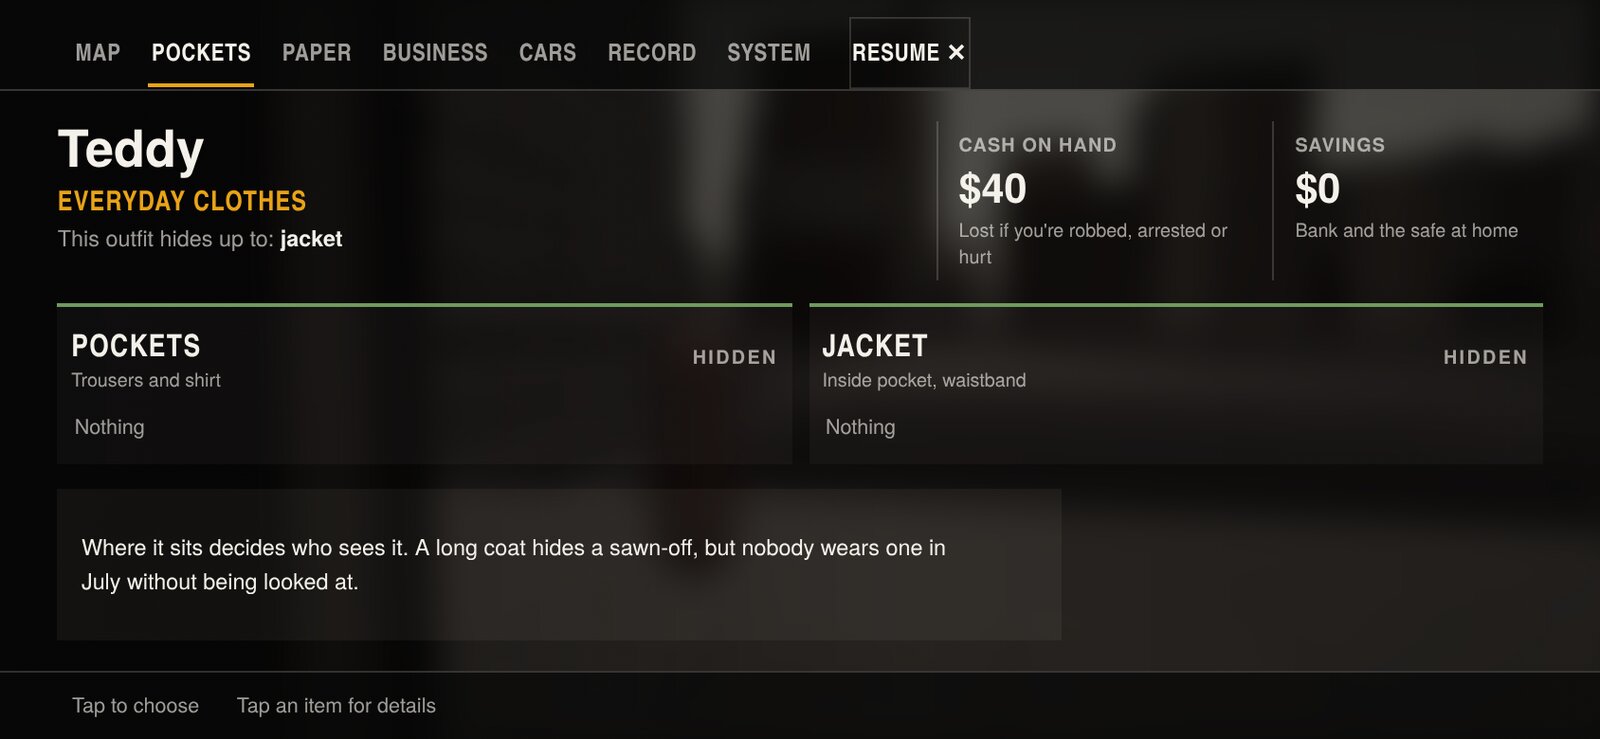 MAP POCKETS PAPER BUSINESS CARS RECORD SYSTEM RESUME ✕
Teddy
EVERYDAY CLOTHES
This outfit hides up to: jacket
CASH ON HAND
$40
Lost if you're robbed, arrested or
hurt
SAVINGS
$0
Bank and the safe at home
POCKETS
Trousers and shirt
HIDDEN
Nothing
JACKET
Inside pocket, waistband
HIDDEN
Nothing
Where it sits decides who sees it. A long coat hides a sawn-off, but nobody wears one in
July without being looked at.
Tap to choose Tap an item for details